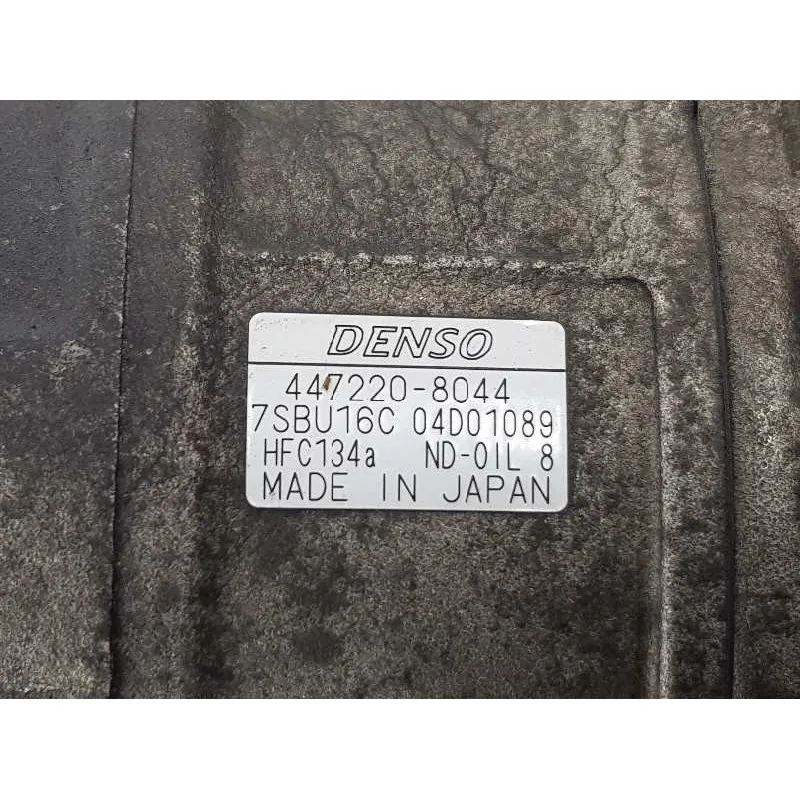 DENSO
447220-8044
7SBU16C 04D01089
HFC134a ND-OIL 8
MADE IN JAPAN